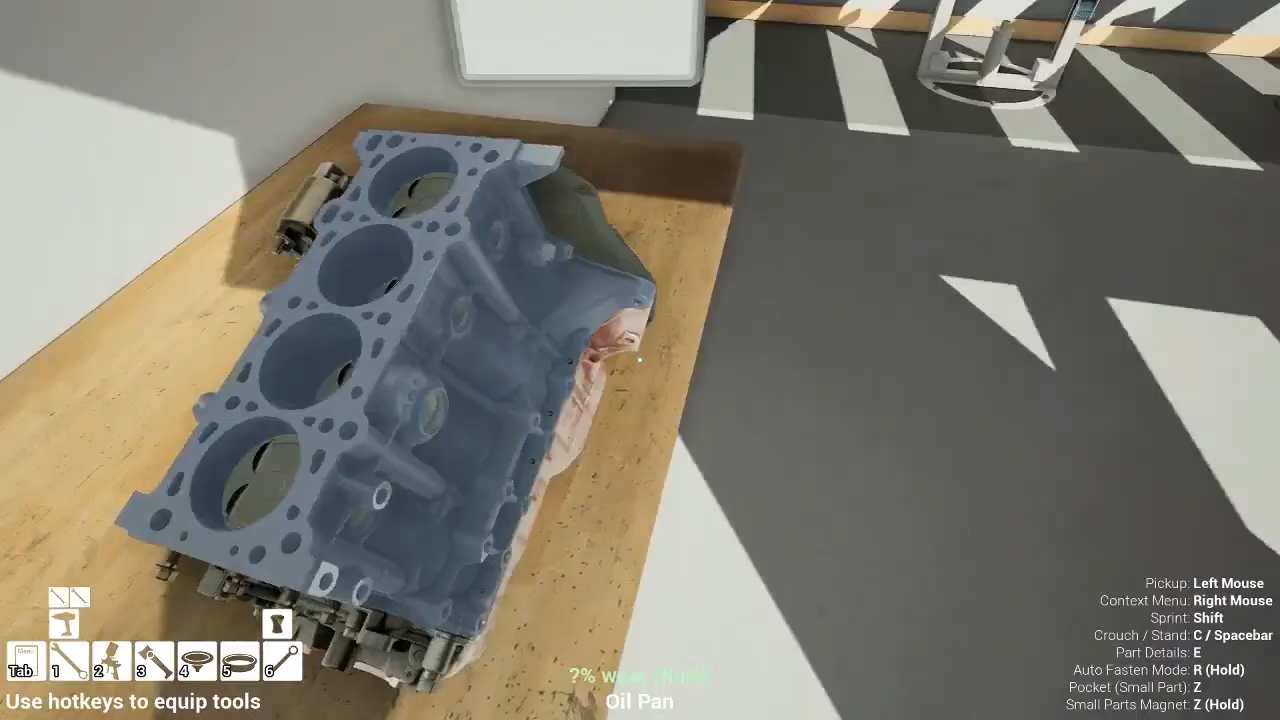 Pickup: Left Mouse
Context Menu: Right Mouse
Sprint: Shift
Crouch / Stand: C / Spacebar
Part Details: E
Auto Fasten Mode: R (Hold)
Pocket (Small Part): Z
Small Parts Magnet: Z (Hold)
Menu
Tab 1 2 3 4 5 6
Use hotkeys to equip tools
?%
Oil Pan